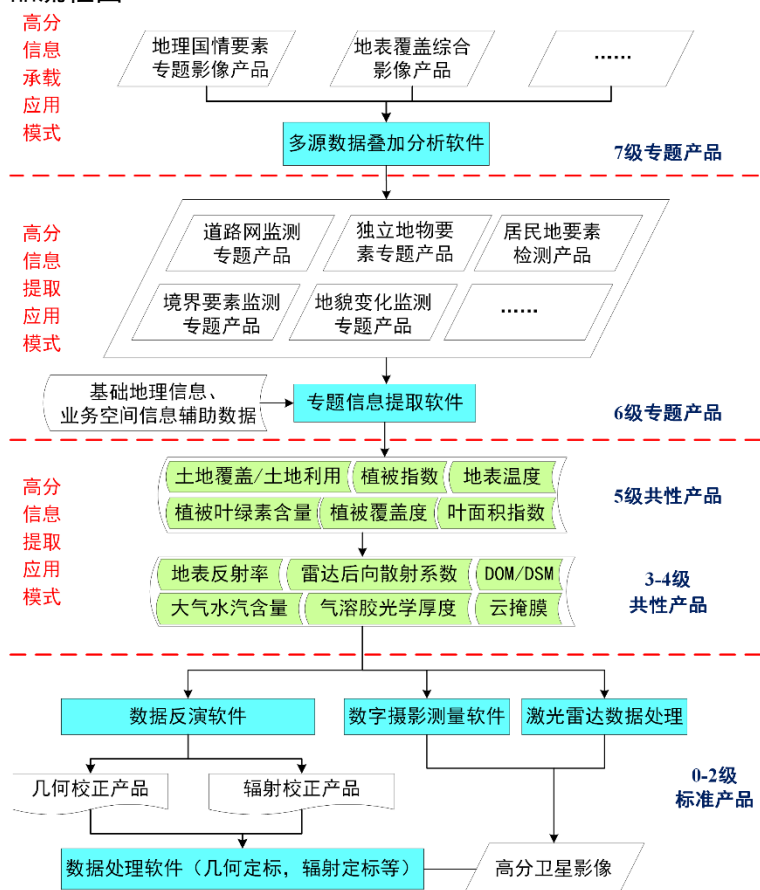 高分
信息
承载
应用
模式
地理国情要素
专题影像产品
地表覆盖综合
影像产品
……
多源数据叠加分析软件
7级专题产品
高分
信息
提取
应用
模式
道路网监测
专题产品
独立地物要
素专题产品
居民地要素
检测产品
境界要素监测
专题产品
地貌变化监测
专题产品
……
基础地理信息、
业务空间信息辅助数据
专题信息提取软件
6级专题产品
高分
信息
提取
应用
模式
土地覆盖/土地利用
植被指数
地表温度
植被叶绿素含量
植被覆盖度
叶面积指数
5级共性产品
地表反射率
雷达后向散射系数
DOM/DSM
大气水汽含量
气溶胶光学厚度
云掩膜
3-4级
共性产品
数据反演软件
数字摄影测量软件
激光雷达数据处理
几何校正产品
辐射校正产品
0-2级
标准产品
数据处理软件（几何定标，辐射定标等）
高分卫星影像